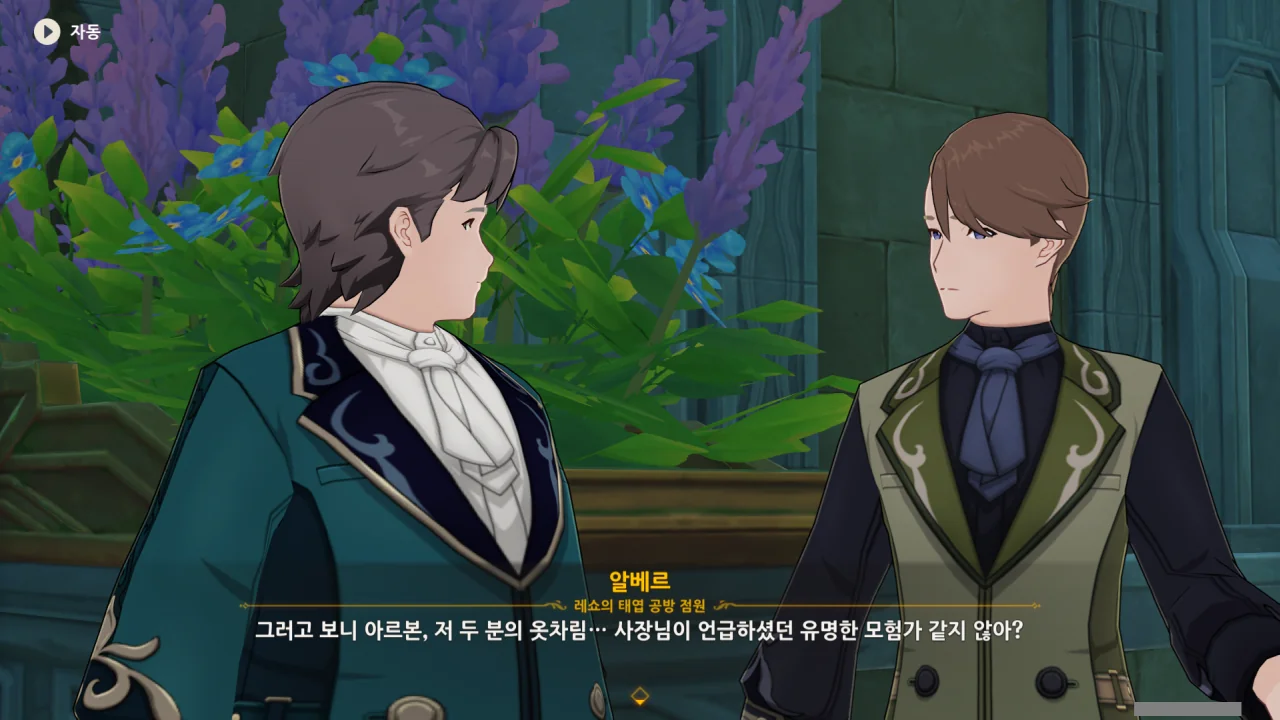 자동
알베르
레쇼의 태엽 공방 점원
그러고 보니 아르본, 저 두 분의 옷차림… 사장님이 언급하셨던 유명한 모험가 같지 않아?